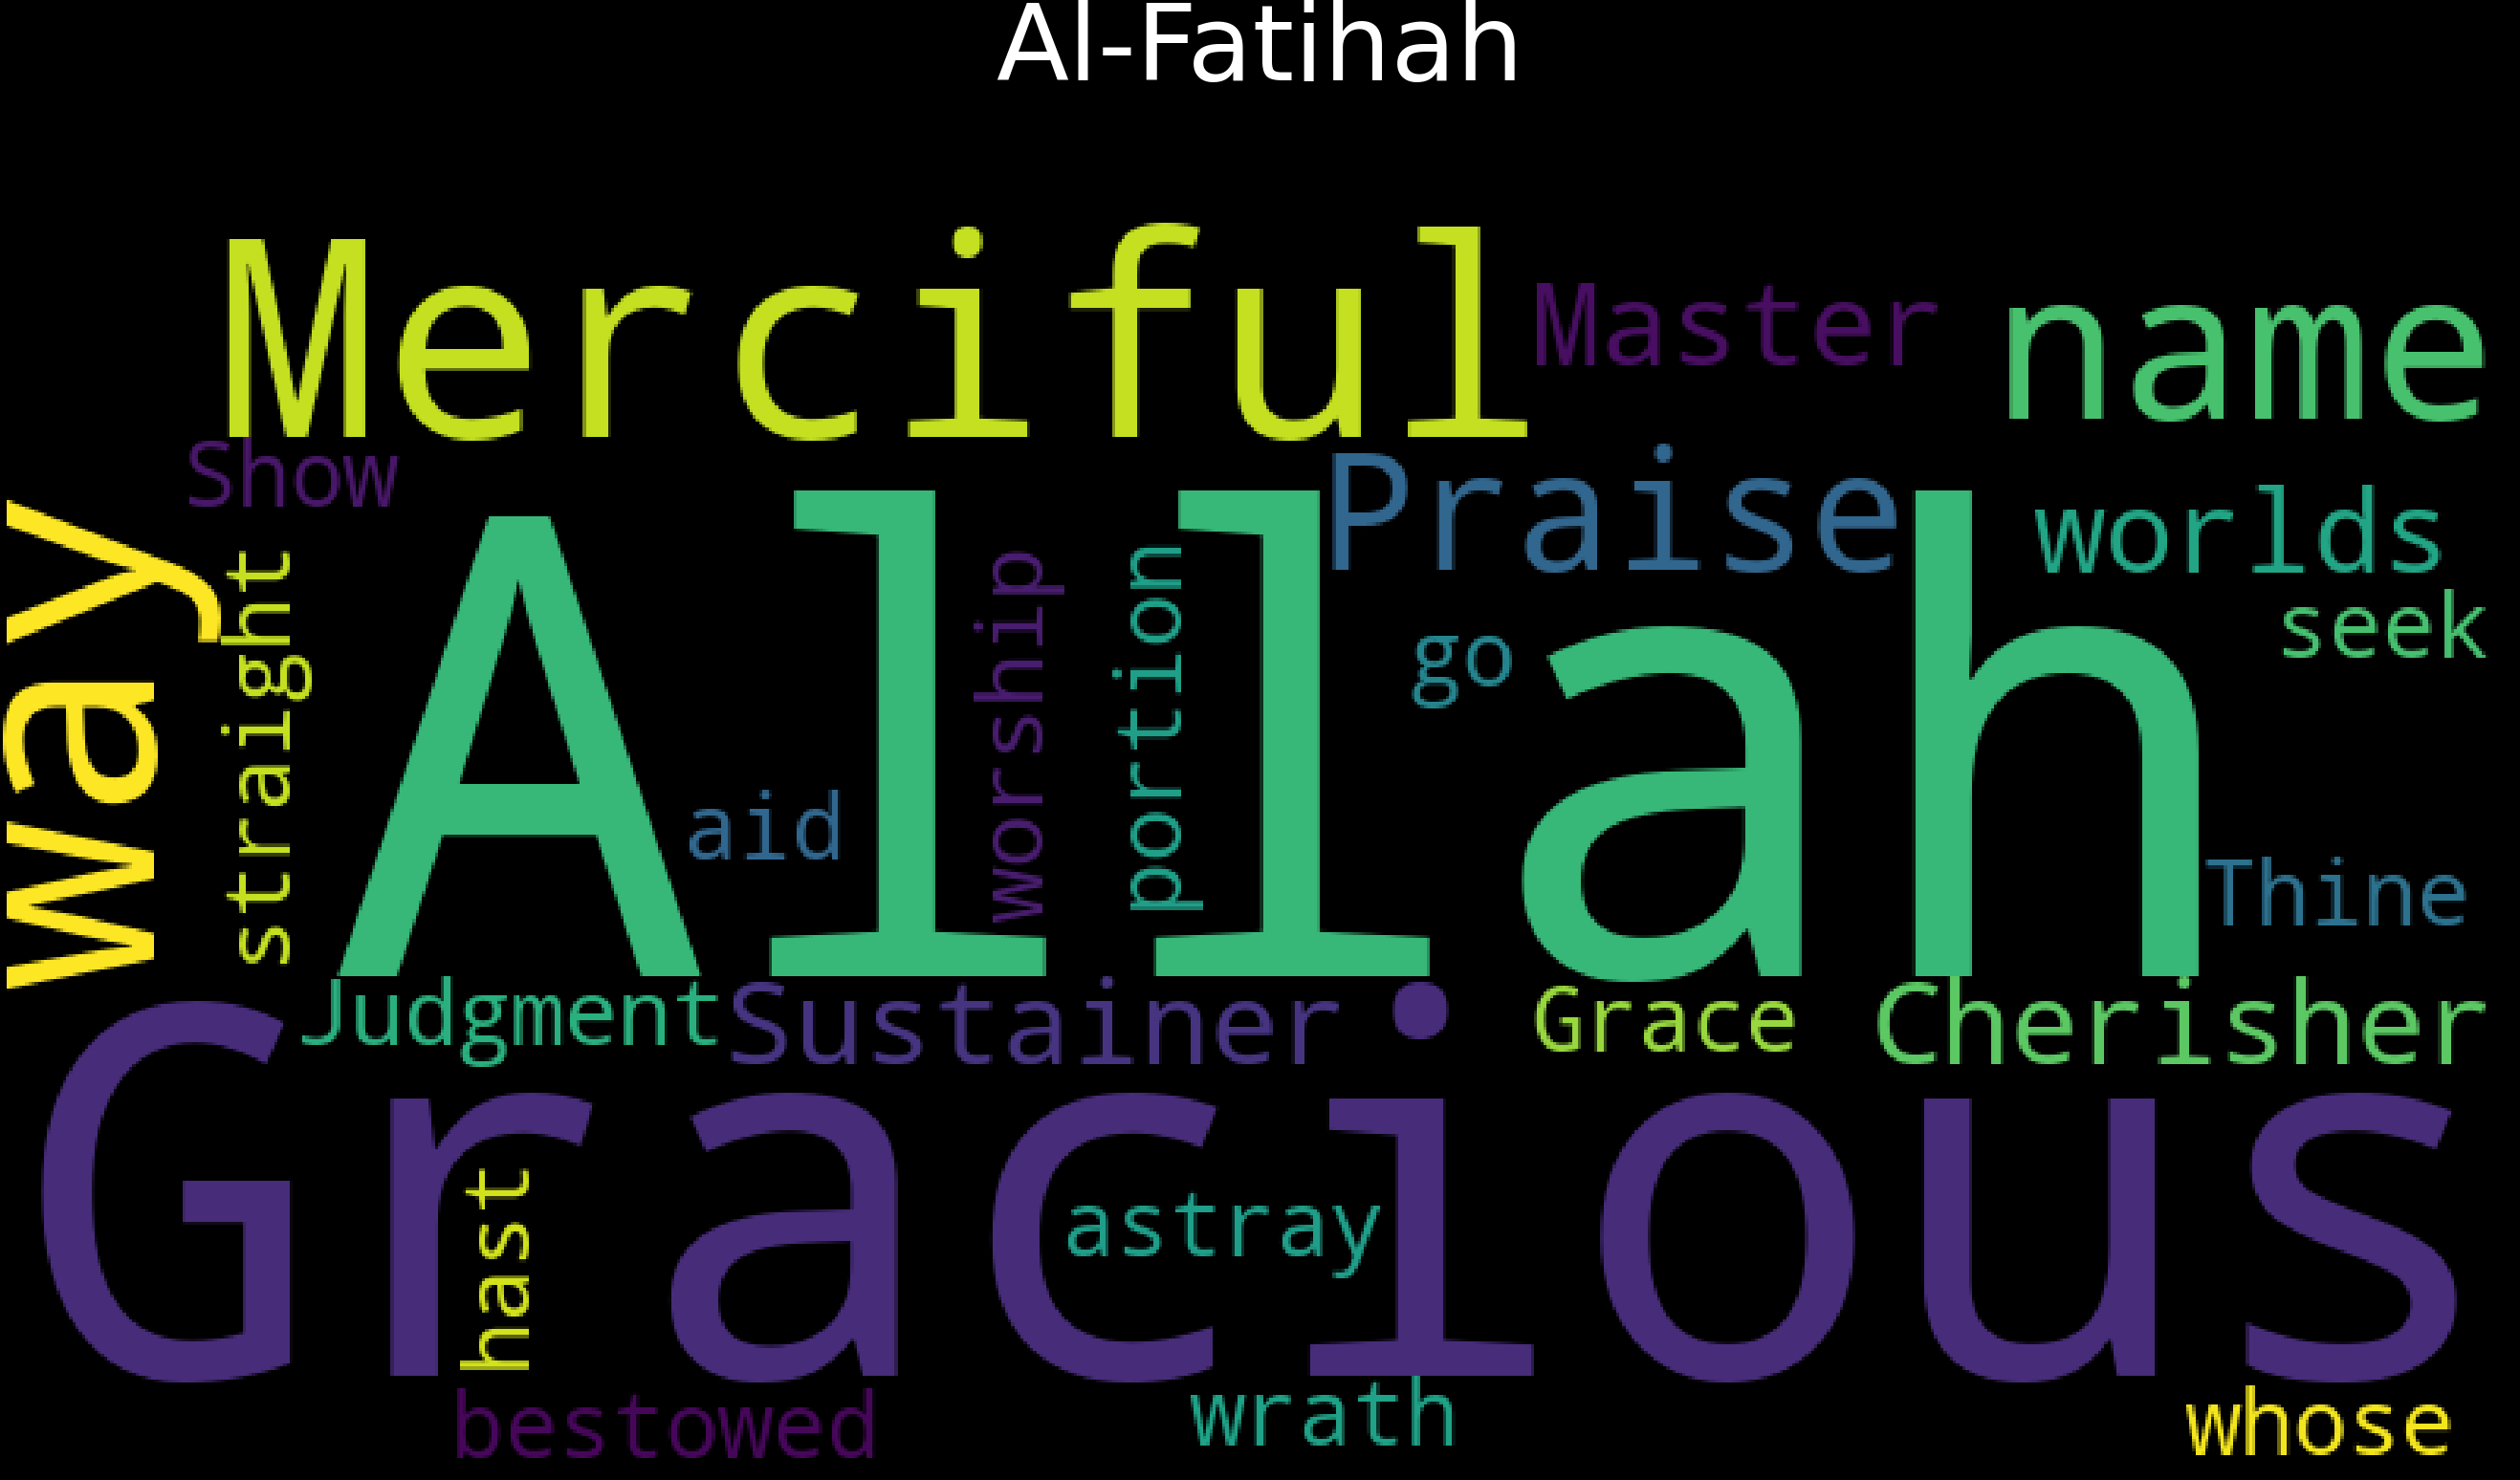 Al-Fatihah
Merciful
Master
name
Show
Praise
worlds
way
straight
Allah
worship
portion
go
seek
aid
Thine
Judgment
Sustainer
Grace
Cherisher
Gracious
hast
astray
bestowed
wrath
whose